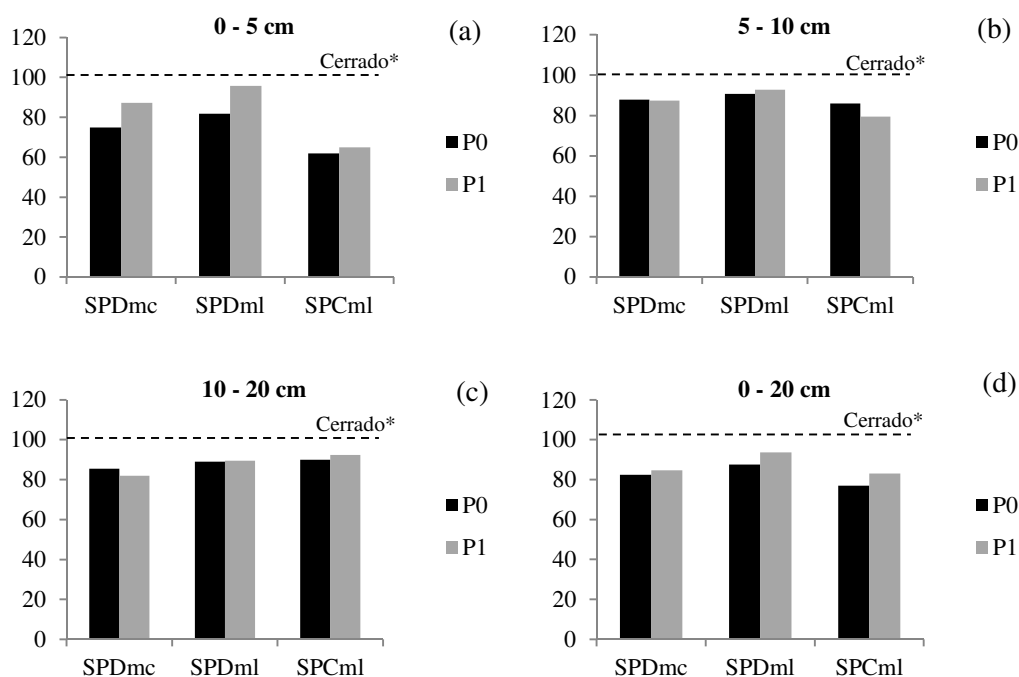 0 - 5 cm
(a)
120
100
80
60
40
20
0
Cerrado*
P0
P1
SPDmc SPDml SPCml
5 - 10 cm
(b)
120
100
80
60
40
20
0
Cerrado*
P0
P1
SPDmc SPDml SPCml
10 - 20 cm
(c)
120
100
80
60
40
20
0
Cerrado*
P0
P1
SPDmc SPDml SPCml
0 - 20 cm
(d)
120
100
80
60
40
20
0
Cerrado*
P0
P1
SPDmc SPDml SPCml